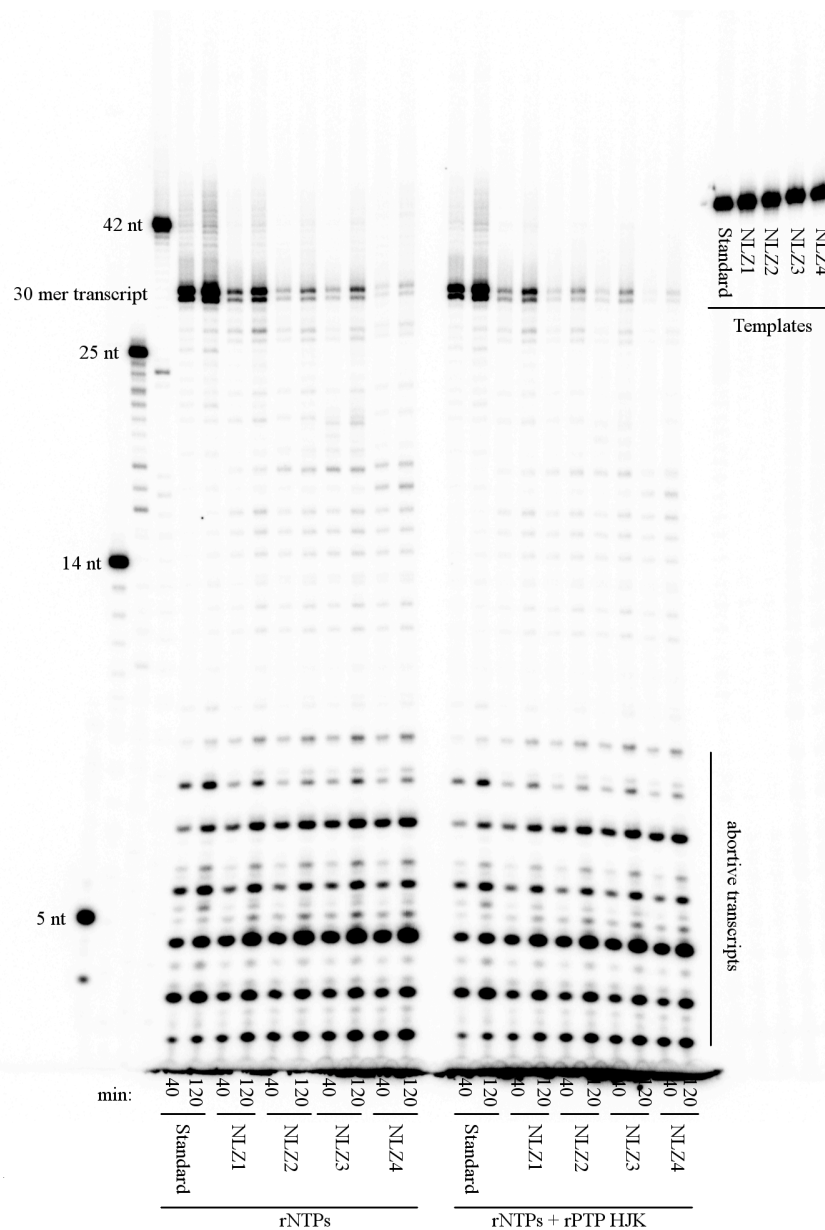 42 nt
30 mer transcript
25 nt
14 nt
5 nt
Standard
NLZ1
NLZ2
NLZ3
NLZ4
Templates
abortive transcripts
min:
40
120
40
120
40
120
40
120
40
120
40
120
40
120
40
120
40
120
40
120
Standard
NLZ1
NLZ2
NLZ3
NLZ4
Standard
NLZ1
NLZ2
NLZ3
NLZ4
rNTPs
rNTPs + rPTP HJK